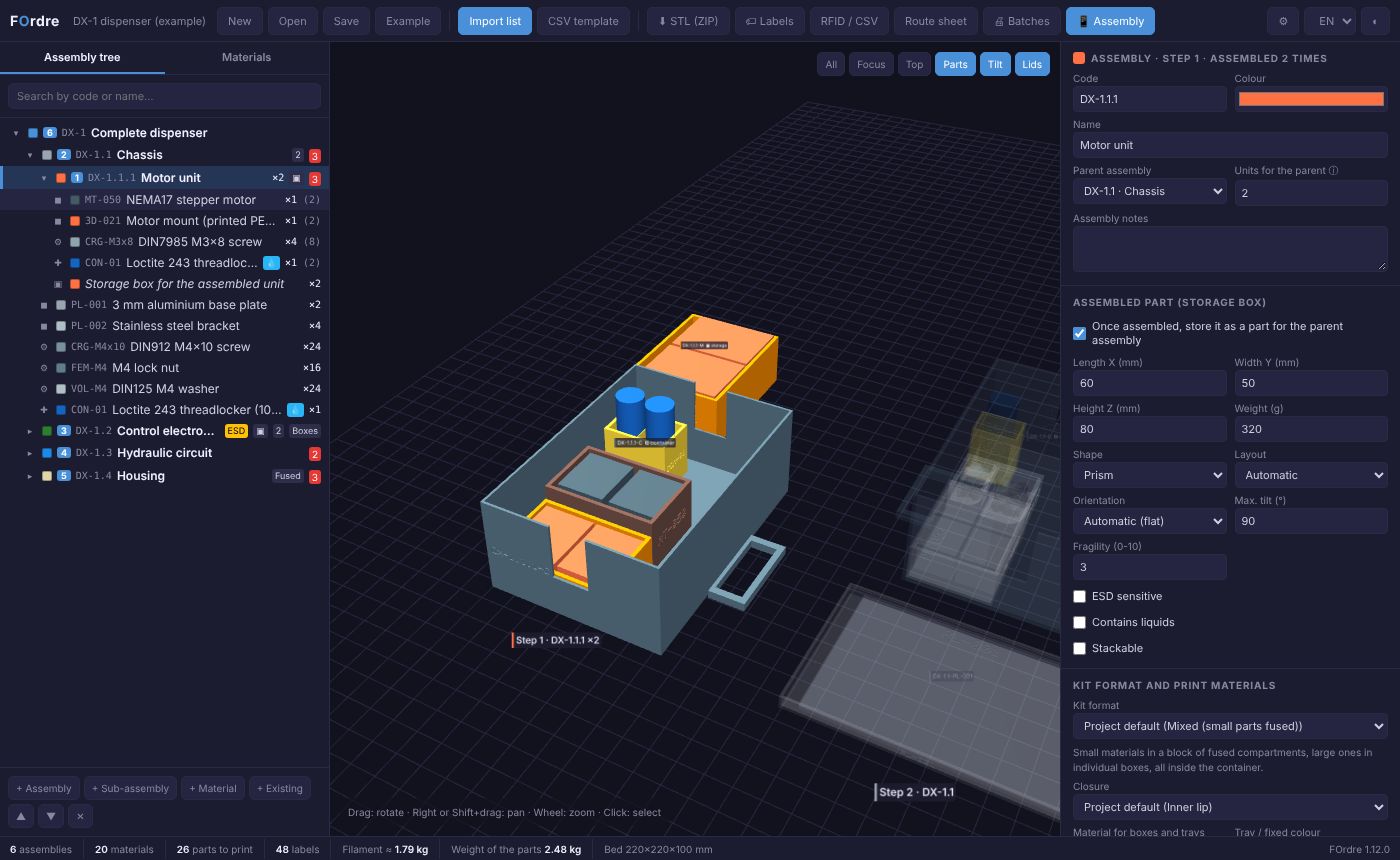 FOrdre DX-1 dispenser (example) New Open Save Example Import list CSV template ⬇ STL (ZIP) 🏷 Labels RFID / CSV Route sheet 🖨 Batches 📱 Assembly ⚙ EN
Assembly tree Materials
Search by code or name...
6 DX-1 Complete dispenser
2 DX-1.1 Chassis 2 3
1 DX-1.1.1 Motor unit ×2 3
MT-050 NEMA17 stepper motor ×1 (2)
3D-021 Motor mount (printed PE... ×1 (2)
CRG-M3x8 DIN7985 M3×8 screw ×4 (8)
CON-01 Loctite 243 threadloc... ×1 (2)
Storage box for the assembled unit ×2
PL-001 3 mm aluminium base plate ×2
PL-002 Stainless steel bracket ×4
CRG-M4x10 DIN912 M4×10 screw ×24
FEM-M4 M4 lock nut ×16
VOL-M4 DIN125 M4 washer ×24
CON-01 Loctite 243 threadlocker (10... ×1
3 DX-1.2 Control electro... ESD 2 Boxes
4 DX-1.3 Hydraulic circuit 2
5 DX-1.4 Housing Fused 3
+ Assembly + Sub-assembly + Material + Existing
▲ ▼ ×
All Focus Top Parts Tilt Lids
Step 1 · DX-1.1.1 ×2
Step 2 · DX-1.1
Drag: rotate · Right or Shift+drag: pan · Wheel: zoom · Click: select
ASSEMBLY · STEP 1 · ASSEMBLED 2 TIMES
Code Colour
DX-1.1.1
Name
Motor unit
Parent assembly Units for the parent ⓘ
DX-1.1 · Chassis 2
Assembly notes
ASSEMBLED PART (STORAGE BOX)
Once assembled, store it as a part for the parent
assembly
Length X (mm) Width Y (mm)
60 50
Height Z (mm) Weight (g)
80 320
Shape Layout
Prism Automatic
Orientation Max. tilt (°)
Automatic (flat) 90
Fragility (0-10)
3
ESD sensitive
Contains liquids
Stackable
KIT FORMAT AND PRINT MATERIALS
Kit format
Project default (Mixed (small parts fused))
Small materials in a block of fused compartments, large ones in
individual boxes, all inside the container.
Closure
Project default (Inner lip)
Material for boxes and trays Tray / fixed colour
6 assemblies 20 materials 26 parts to print 48 labels Filament ≈ 1.79 kg Weight of the parts 2.48 kg Bed 220×220×100 mm FOrdre 1.12.0